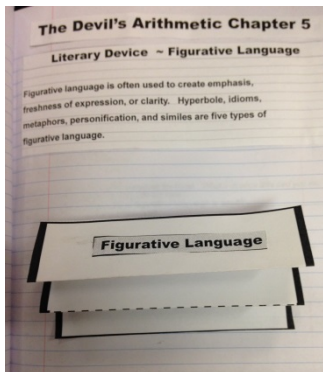 The Devil's Arithmetic Chapter 5
Literary Device ~ Figurative Language
Figurative language is often used to create emphasis,
freshness of expression, or clarity. Hyperbole, idioms,
metaphors, personification, and similes are five types of
figurative language.
Figurative Language